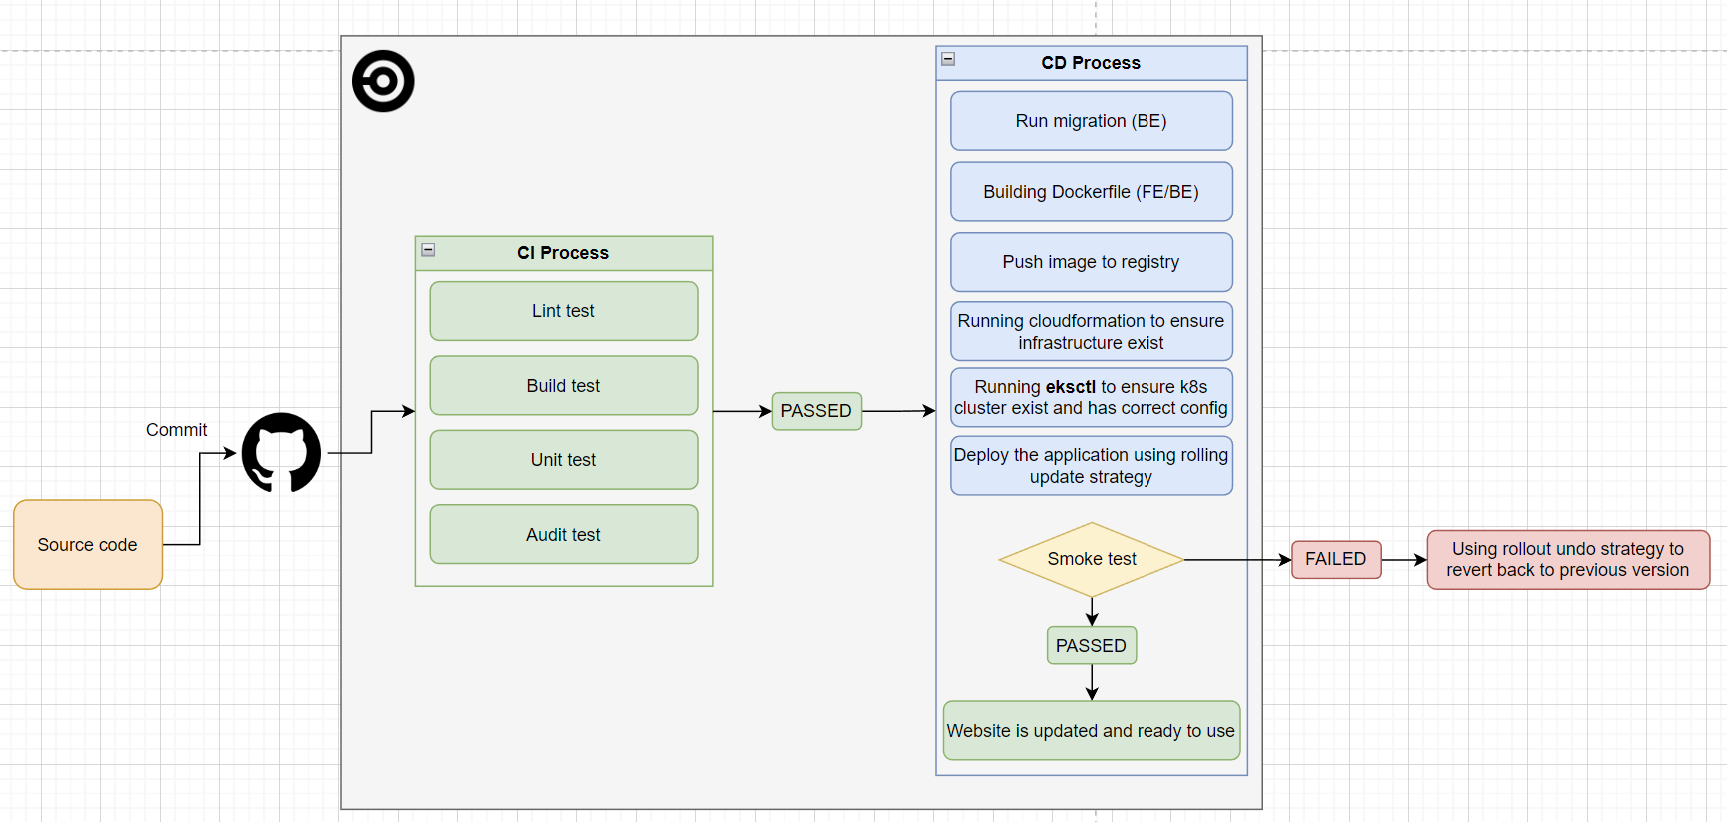 Source code
Commit
CI Process
Lint test
Build test
Unit test
Audit test
PASSED
CD Process
Run migration (BE)
Building Dockerfile (FE/BE)
Push image to registry
Running cloudformation to ensure
infrastructure exist
Running eksctl to ensure k8s
cluster exist and has correct config
Deploy the application using rolling
update strategy
Smoke test
PASSED
Website is updated and ready to use
FAILED
Using rollout undo strategy to
revert back to previous version